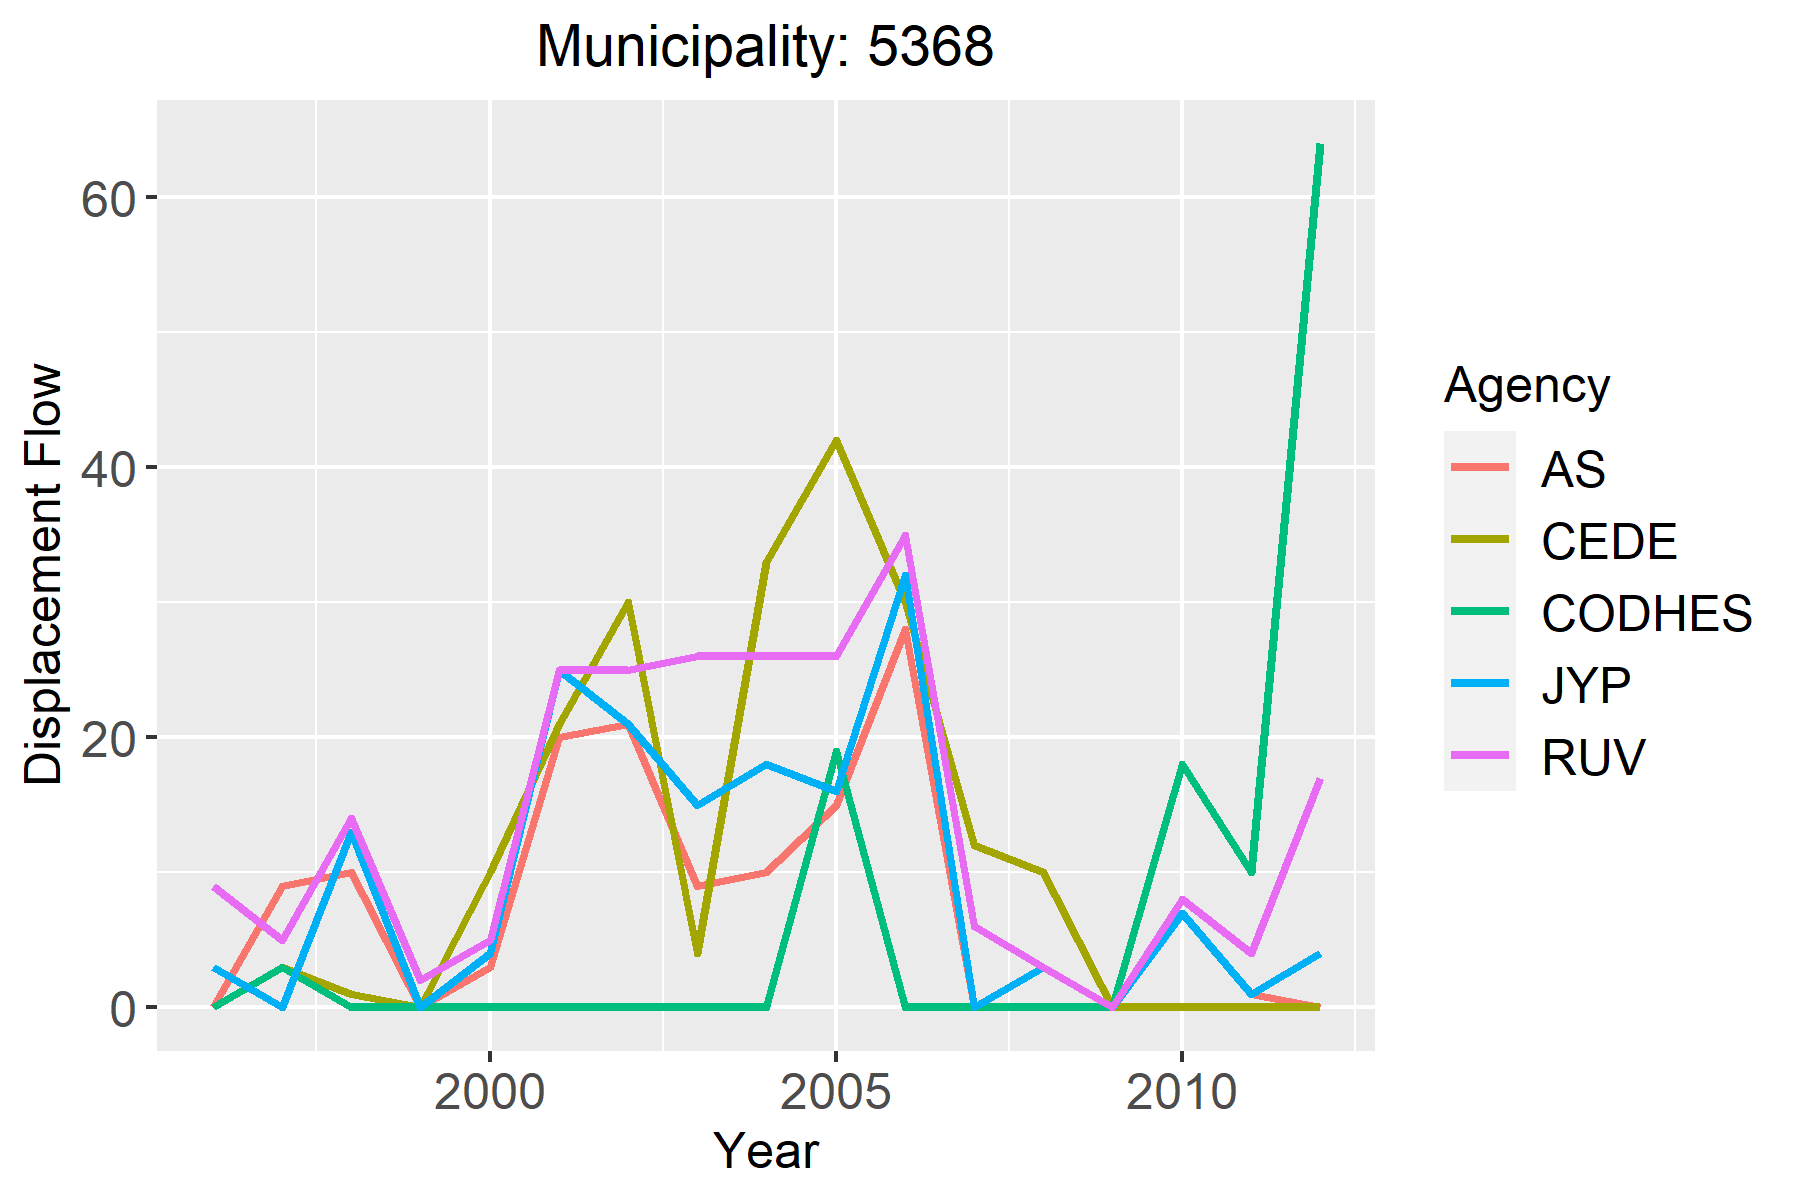 Municipality: 5368
Displacement Flow
60
40
20
0
2000 2005 2010
Year
Agency
AS
CEDE
CODHES
JYP
RUV